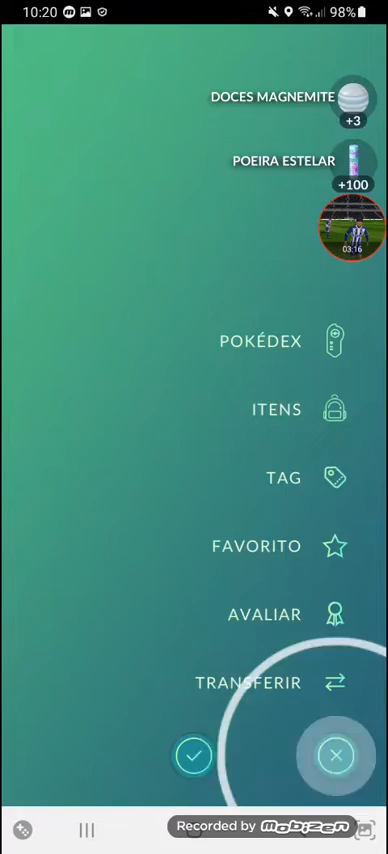 10:20
98%
DOCES MAGNEMITE
+3
POEIRA ESTELAR
+100
03:16
POKÉDEX
ITENS
TAG
FAVORITO
AVALIAR
TRANSFERIR
Recorded by mobizen